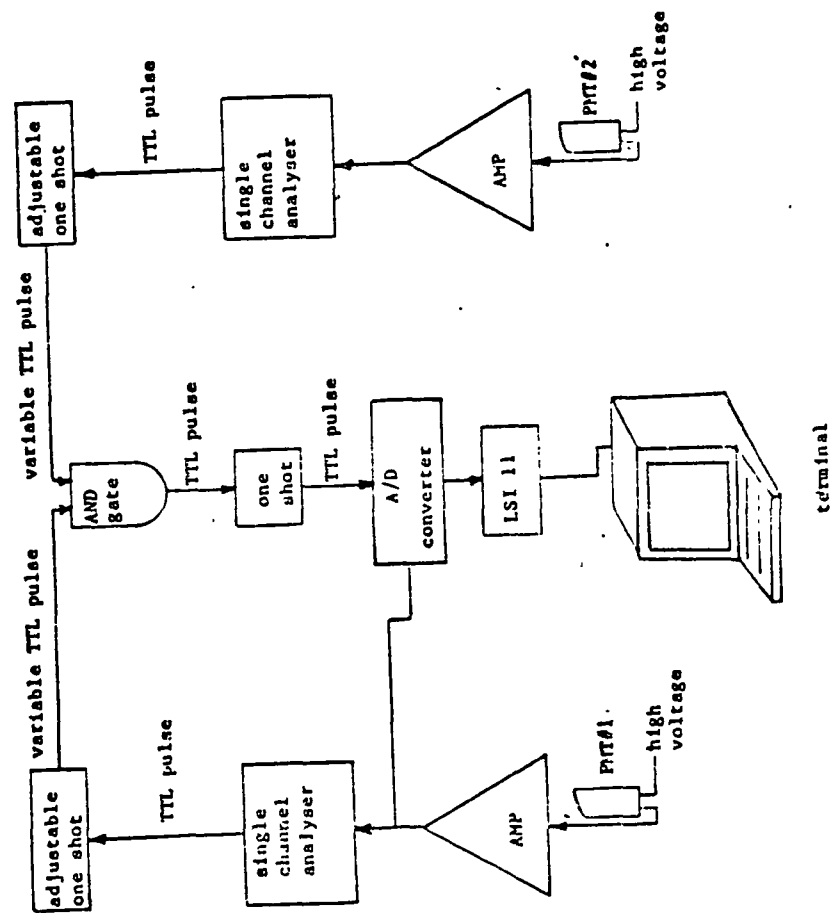 adjustable
one shot
variable TTL pulse
AND
gate
variable TTL pulse
adjustable
one shot
TTL pulse
TTL pulse
TTL pulse
single
channel
analyser
one
shot
single
channel
analyser
TTL pulse
A/D
converter
LSI 11
AMP
AMP
PMT#1
high
voltage
PMT#2
high
voltage
terminal